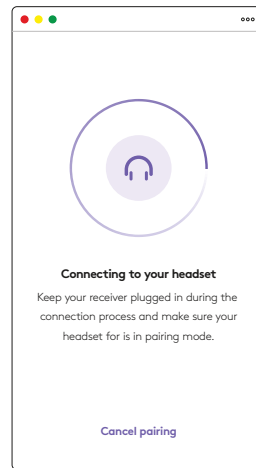 Connecting to your headset
Keep your receiver plugged in during the
connection process and make sure your
headset for is in pairing mode.
Cancel pairing